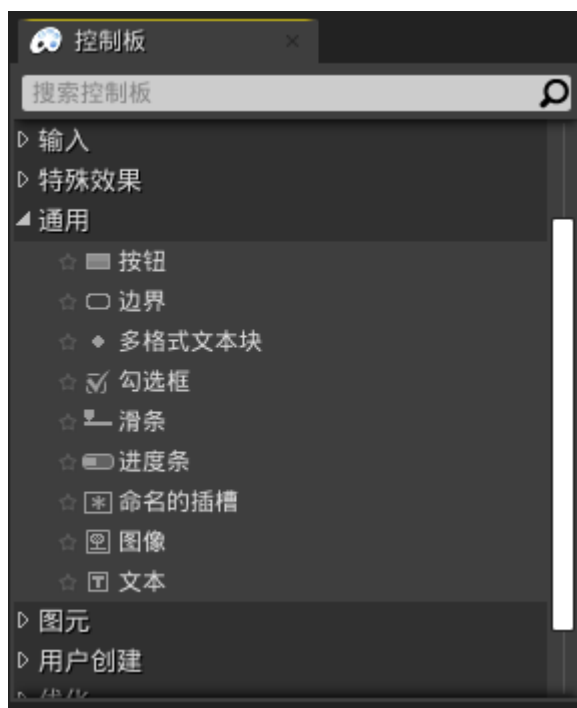 控制板
搜索控制板
输入
特殊效果
通用
按钮
边界
多格式文本块
勾选框
滑条
进度条
命名的插槽
图像
文本
图元
用户创建
优化